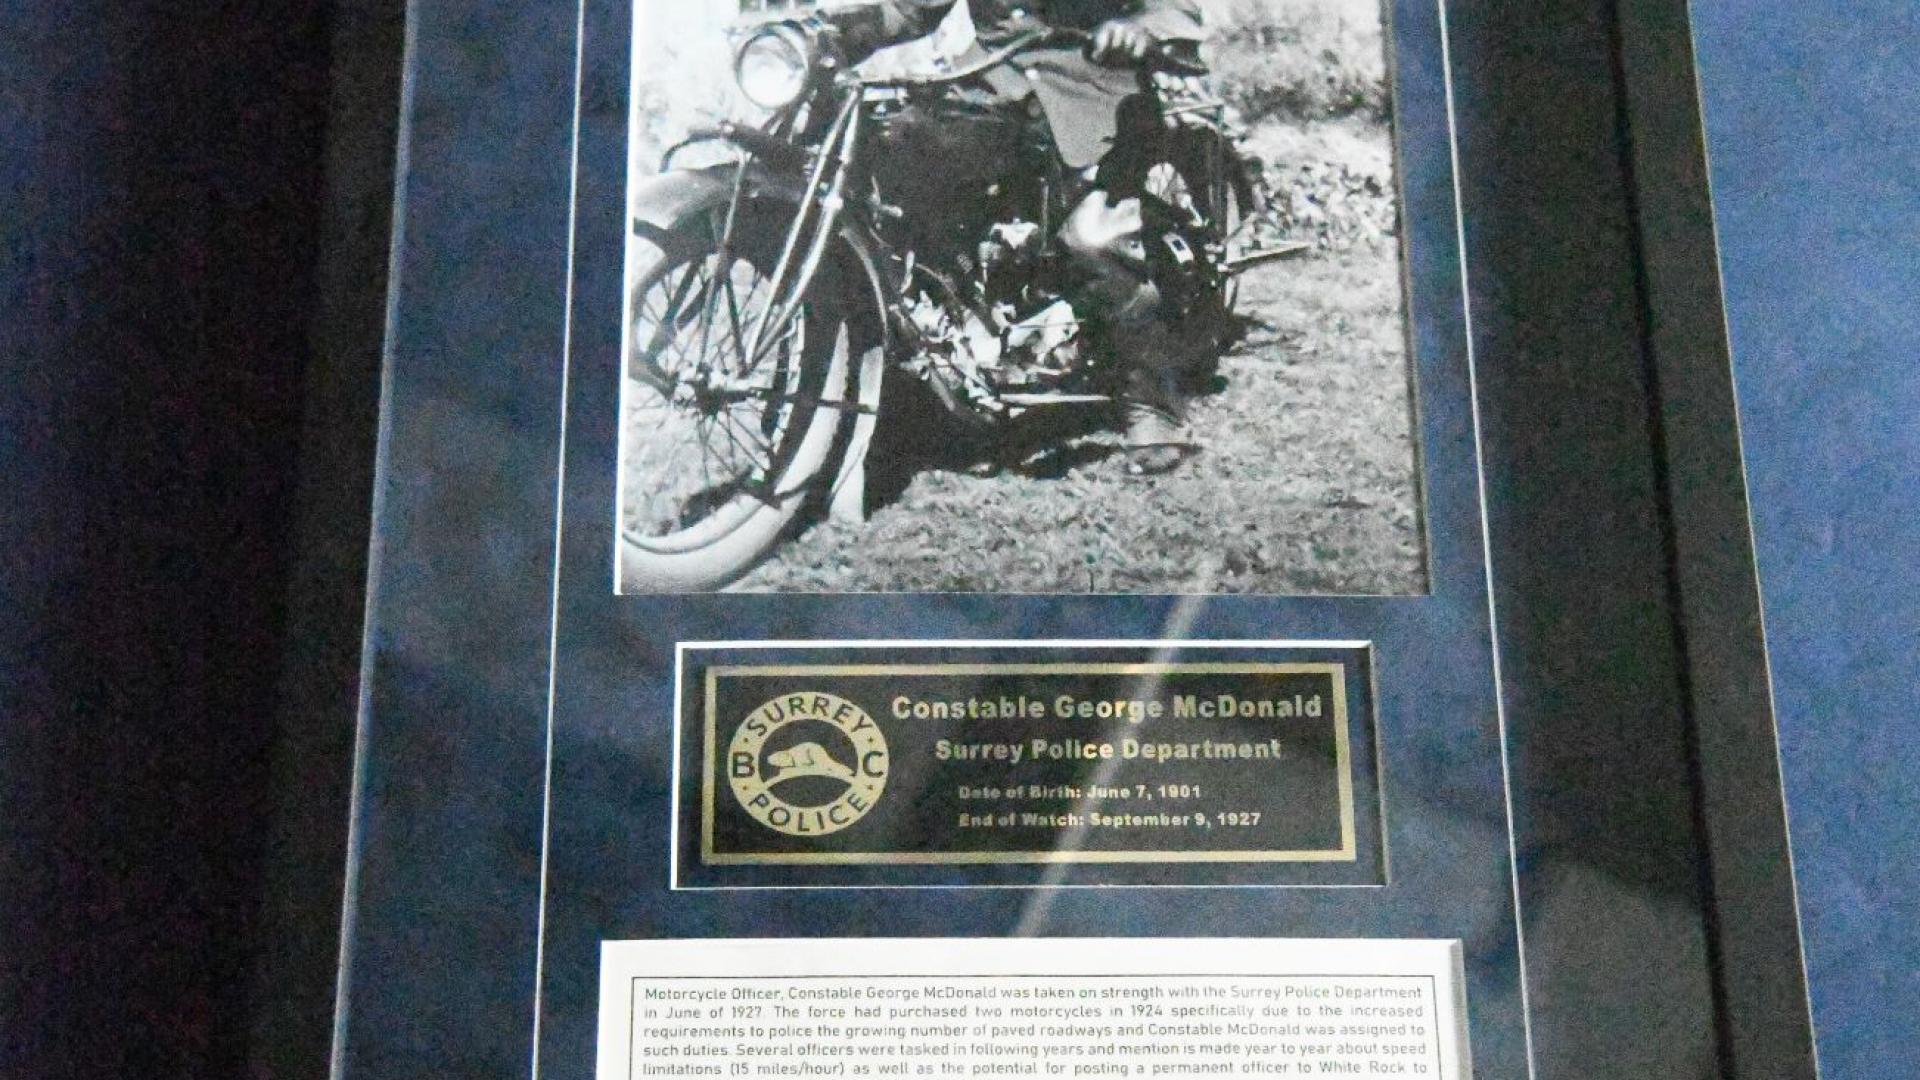 SURREY
B C
POLICE
Constable George McDonald
Surrey Police Department
Date of Birth: June 7, 1901
End of Watch: September 9, 1927
Motorcycle Officer, Constable George McDonald was taken on strength with the Surrey Police Department
in June of 1927. The force had purchased two motorcycles in 1924 specifically due to the increased
requirements to police the growing number of paved roadways and Constable McDonald was assigned to
such duties. Several officers were tasked in following years and mention is made year to year about speed
limitations (15 miles/hour) as well as the potential for posting a permanent officer to White Rock to